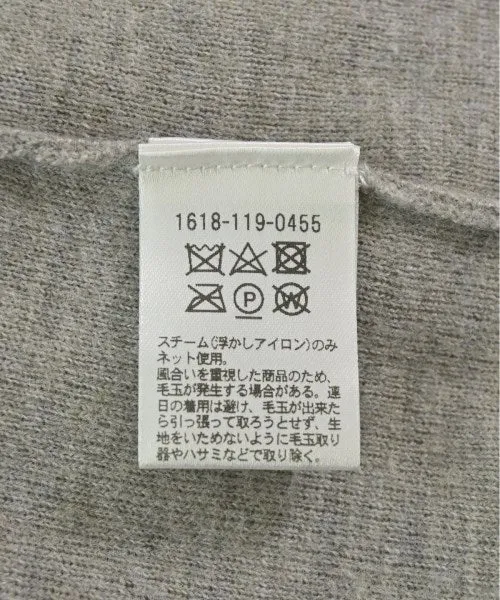 1618-119-0455
P W
スチーム(浮かしアイロン)のみ
ネット使用。
風合いを重視した商品のため、
毛玉が発生する場合がある。連
日の着用は避け、毛玉が出来た
ら引っ張って取ろうとせず、生
地をいためないように毛玉取り
器やハサミなどで取り除く。